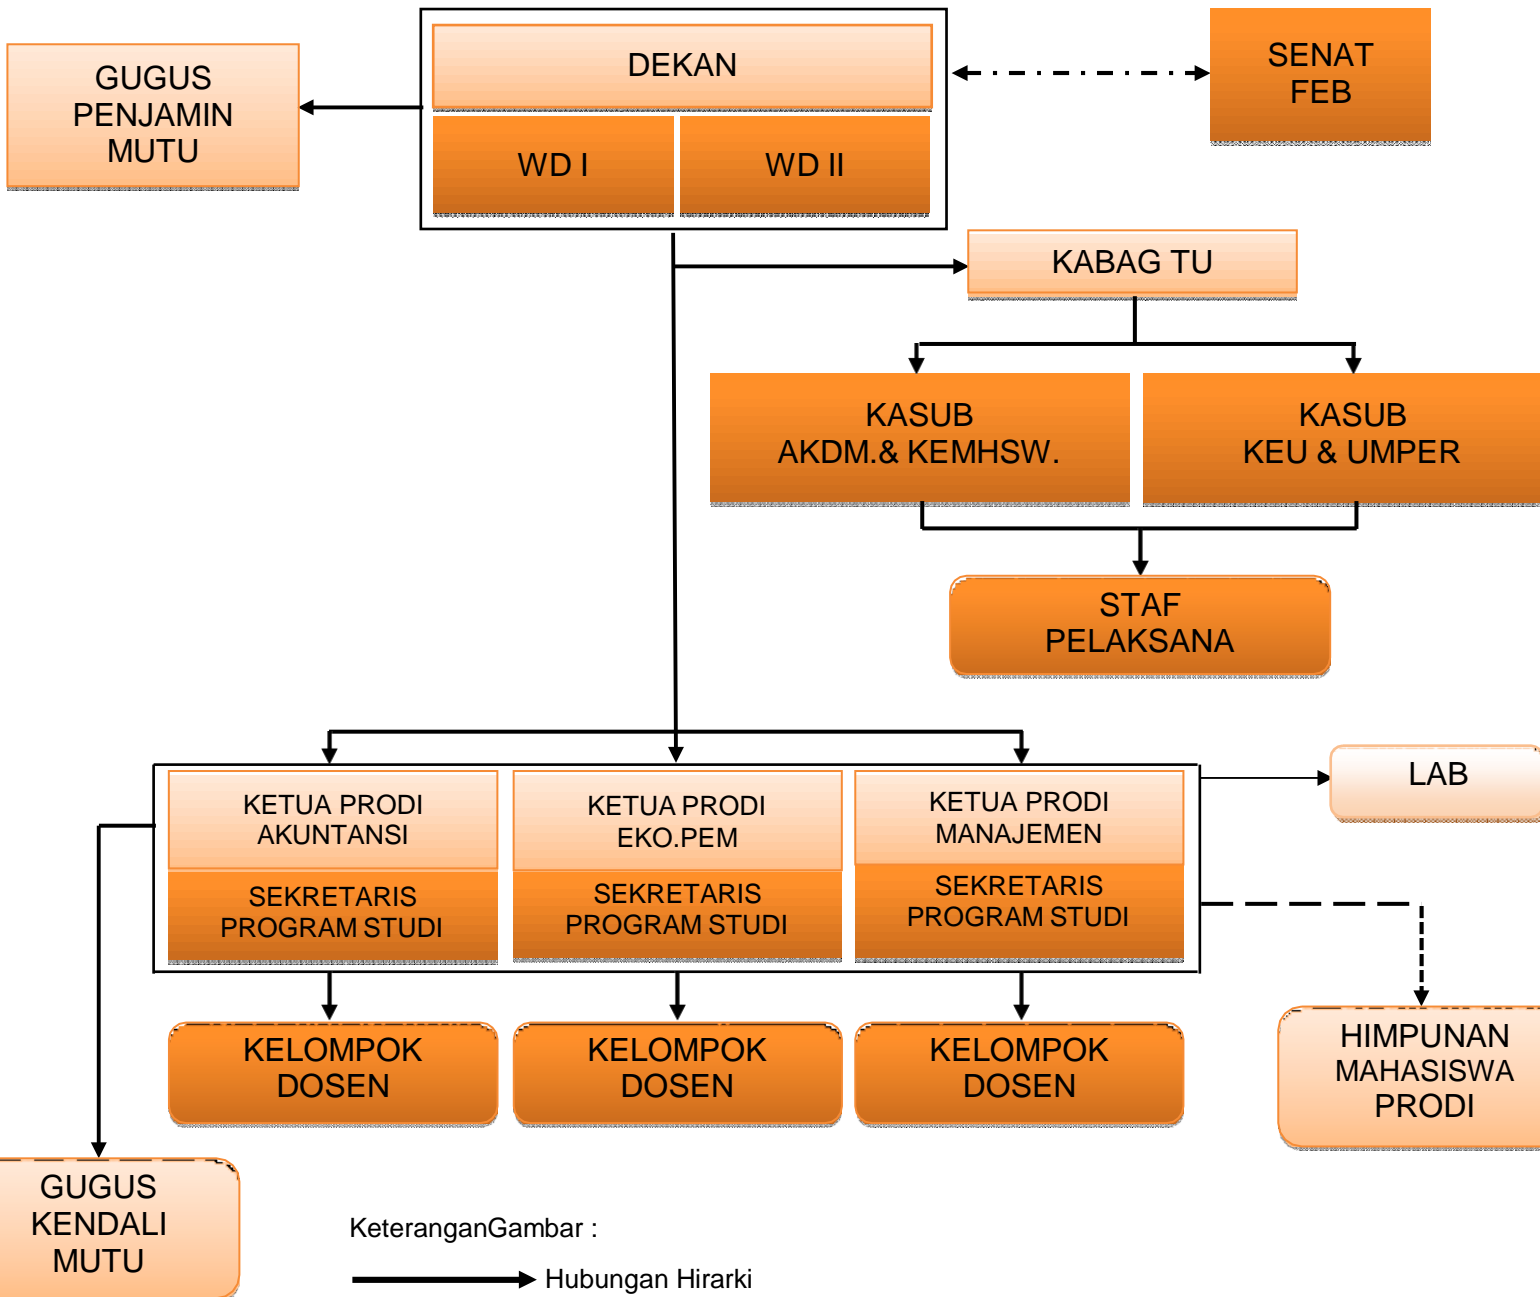 DEKAN
SENAT
FEB
GUGUS
PENJAMIN
MUTU
WD I
WD II
KABAG TU
KASUB
AKDM.& KEMHSW.
KASUB
KEU & UMPER
STAF
PELAKSANA
LAB
KETUA PRODI
AKUNTANSI
KETUA PRODI
EKO.PEM
KETUA PRODI
MANAJEMEN
SEKRETARIS
PROGRAM STUDI
SEKRETARIS
PROGRAM STUDI
SEKRETARIS
PROGRAM STUDI
KELOMPOK
DOSEN
KELOMPOK
DOSEN
KELOMPOK
DOSEN
HIMPUNAN
MAHASISWA
PRODI
GUGUS
KENDALI
MUTU
KeteranganGambar :
Hubungan Hirarki